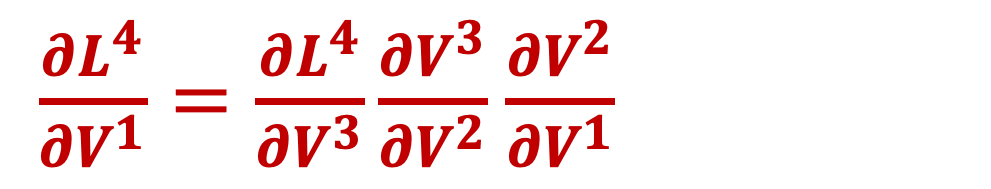 ∂L⁴/∂V¹ = ∂L⁴/∂V³ ∂V³/∂V² ∂V²/∂V¹